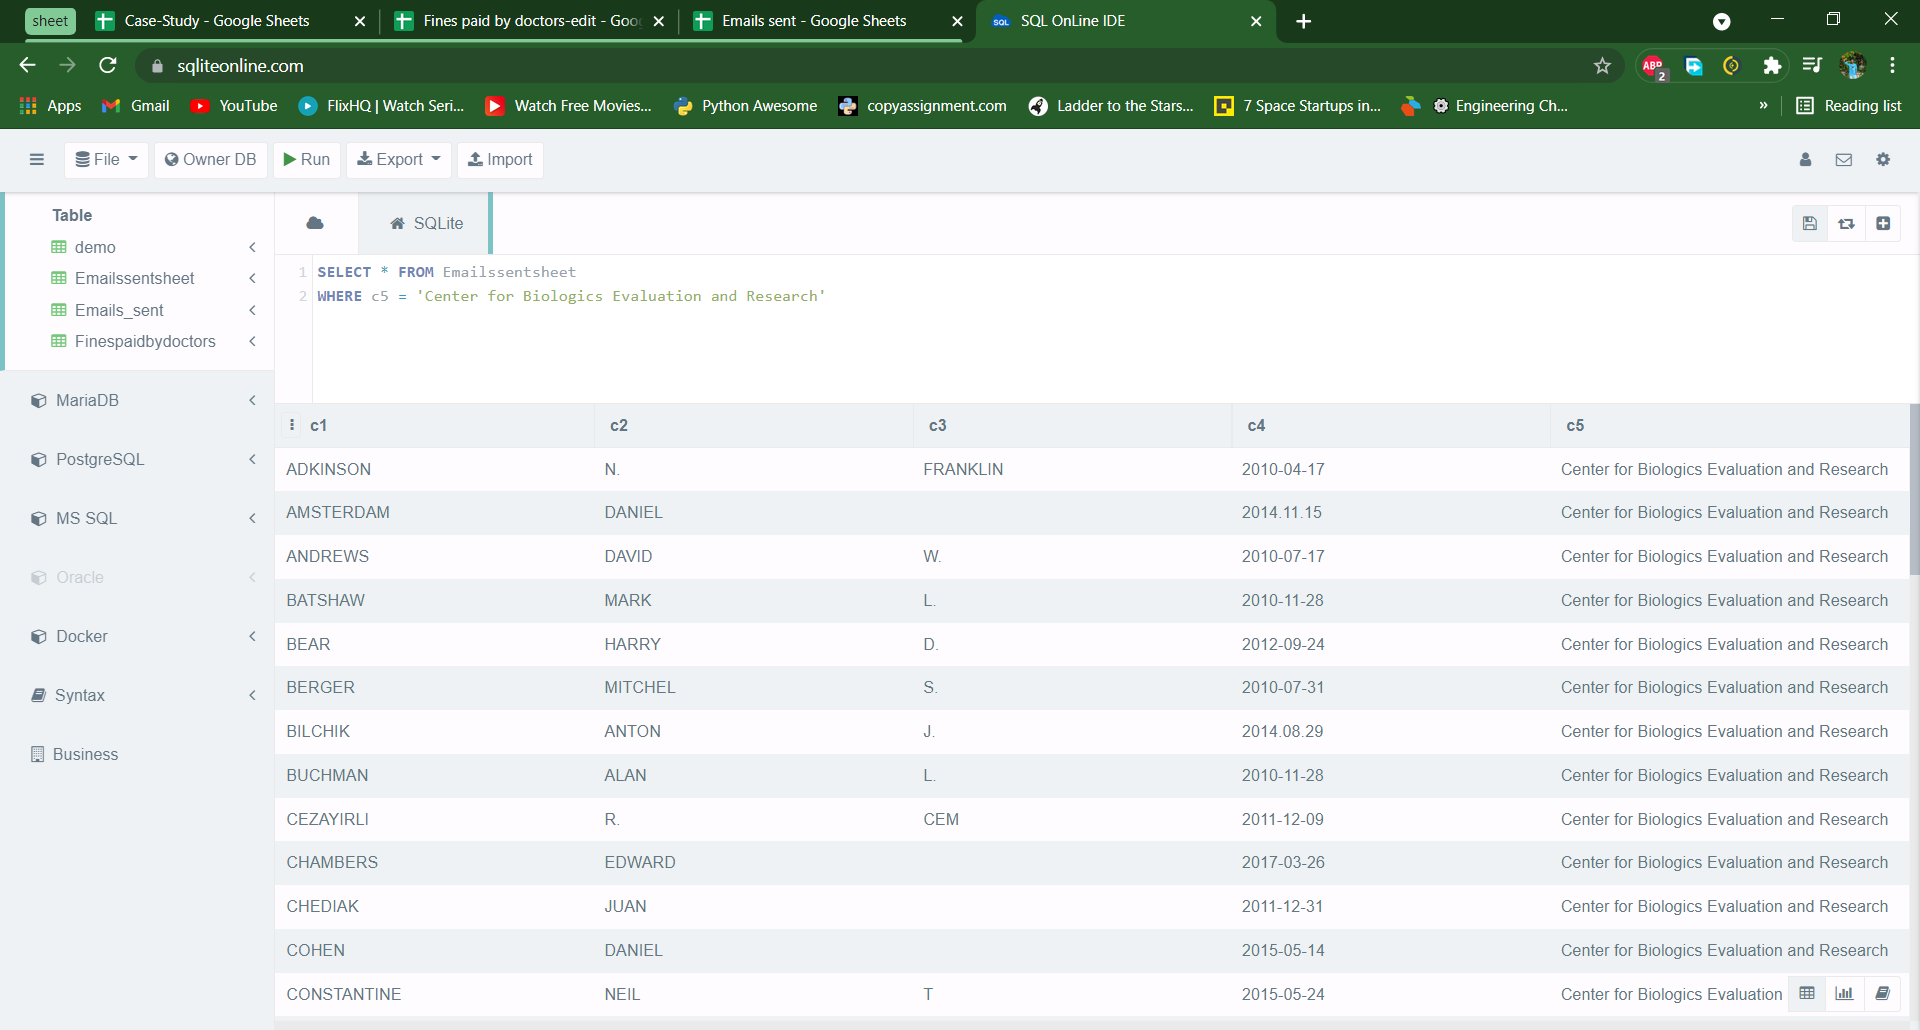 sheet
Case-Study - Google Sheets
Fines paid by doctors-edit - Goo
Emails sent - Google Sheets
SQL
SQL OnLine IDE
sqliteonline.com
ABP
2
Apps
Gmail
YouTube
FlixHQ | Watch Seri...
Watch Free Movies...
Python Awesome
copyassignment.com
Ladder to the Stars...
7 Space Startups in...
Engineering Ch...
»
Reading list
File
Owner DB
Run
Export
Import
Table
demo
Emailssentsheet
Emails_sent
Finespaidbydoctors
MariaDB
PostgreSQL
MS SQL
Oracle
Docker
Syntax
Business
SQLite
1 SELECT * FROM Emailssentsheet
2 WHERE c5 = 'Center for Biologics Evaluation and Research'
c1 c2 c3 c4 c5
ADKINSON N. FRANKLIN 2010-04-17 Center for Biologics Evaluation and Research
AMSTERDAM DANIEL 2014.11.15 Center for Biologics Evaluation and Research
ANDREWS DAVID W. 2010-07-17 Center for Biologics Evaluation and Research
BATSHAW MARK L. 2010-11-28 Center for Biologics Evaluation and Research
BEAR HARRY D. 2012-09-24 Center for Biologics Evaluation and Research
BERGER MITCHEL S. 2010-07-31 Center for Biologics Evaluation and Research
BILCHIK ANTON J. 2014.08.29 Center for Biologics Evaluation and Research
BUCHMAN ALAN L. 2010-11-28 Center for Biologics Evaluation and Research
CEZAYIRLI R. CEM 2011-12-09 Center for Biologics Evaluation and Research
CHAMBERS EDWARD 2017-03-26 Center for Biologics Evaluation and Research
CHEDIAK JUAN 2011-12-31 Center for Biologics Evaluation and Research
COHEN DANIEL 2015-05-14 Center for Biologics Evaluation and Research
CONSTANTINE NEIL T 2015-05-24 Center for Biologics Evaluation